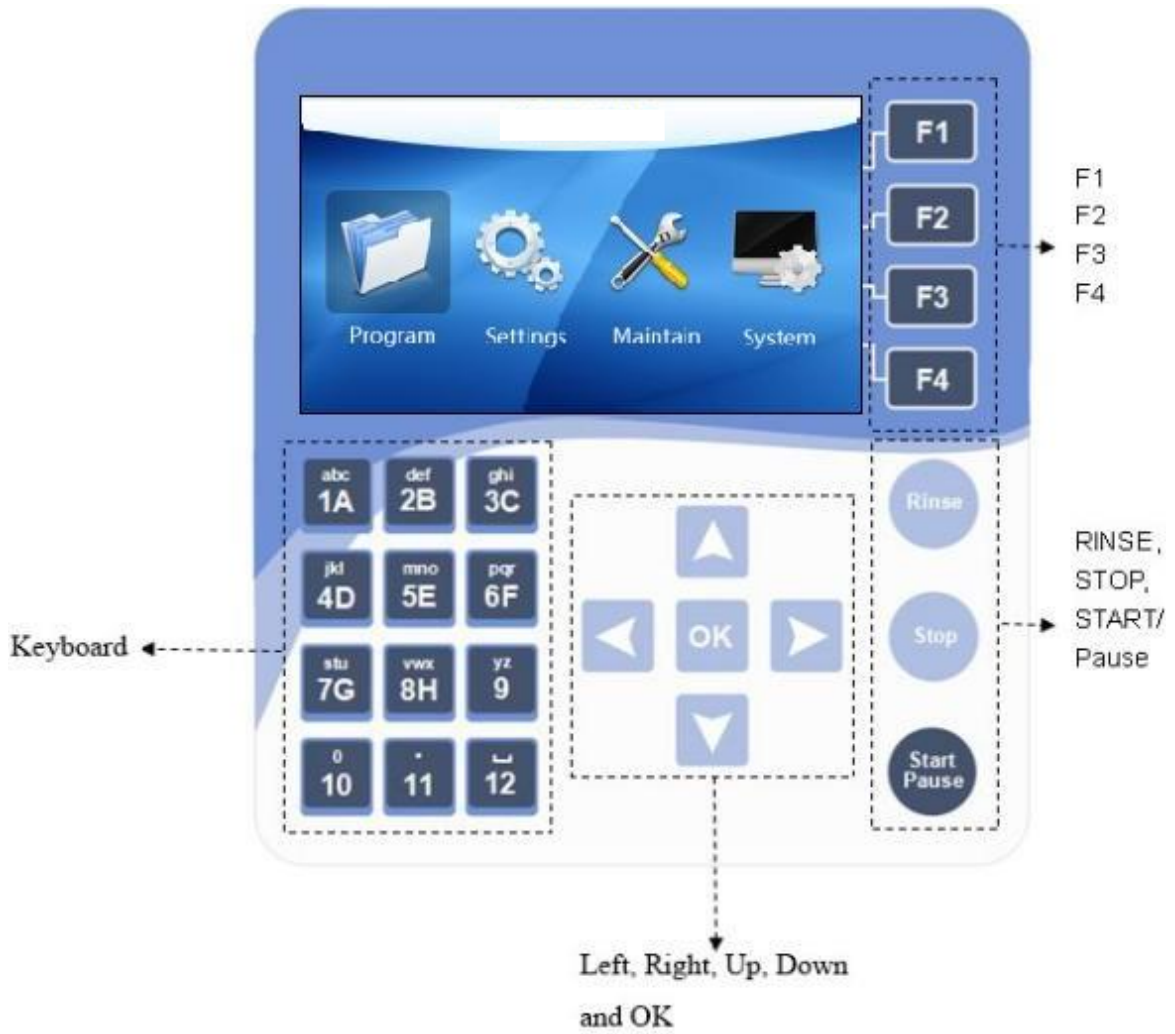 F1
F2
F3
F4
Program Settings Maintain System
F1
F2
F3
F4
abc def ghi
1A 2B 3C
jkl mno pqr
4D 5E 6F
stu vwx yz
7G 8H 9
0 . ␣
10 11 12
OK
Rinse
Stop
Start
Pause
Keyboard
RINSE,
STOP,
START/
Pause
Left, Right, Up, Down
and OK